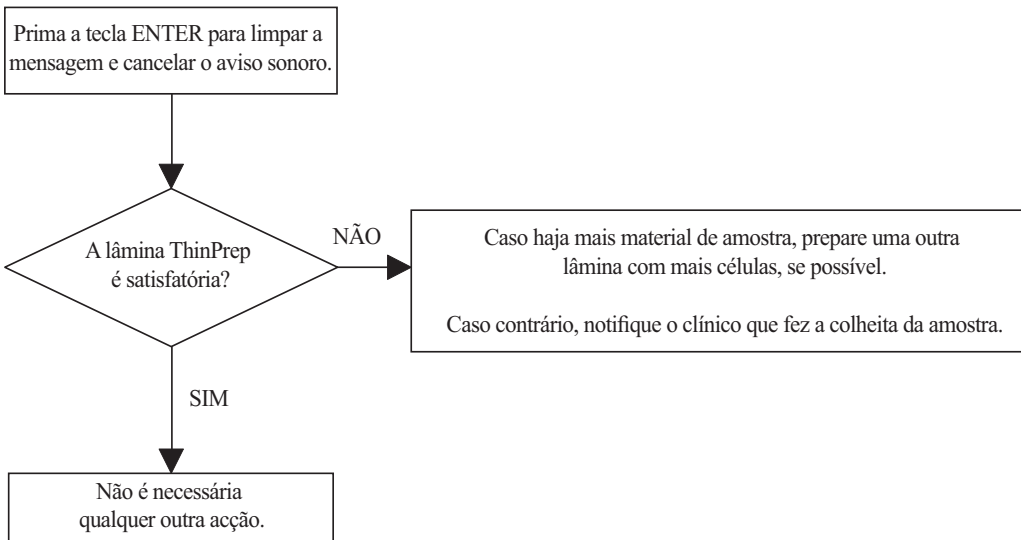 Prima a tecla ENTER para limpar a
mensagem e cancelar o aviso sonoro.
A lâmina ThinPrep
é satisfatória?
NÃO
Caso haja mais material de amostra, prepare uma outra
lâmina com mais células, se possível.
Caso contrário, notifique o clínico que fez a colheita da amostra.
SIM
Não é necessária
qualquer outra acção.